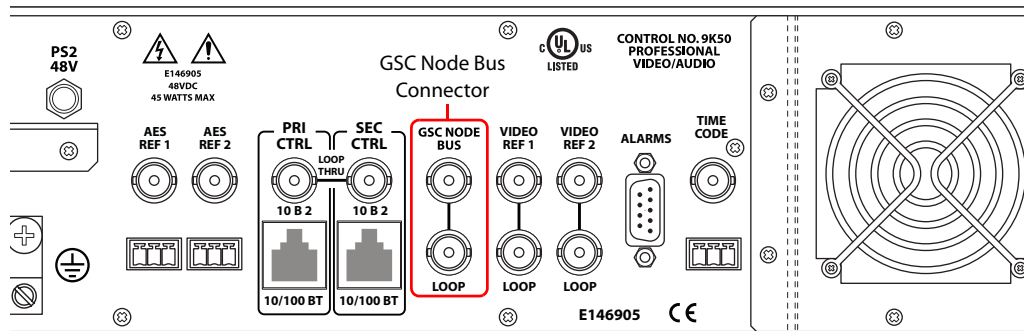 PS2
48V
E146905
48VDC
45 WATTS MAX
GSC Node Bus
Connector
C UL US
LISTED
CONTROL NO. 9K50
PROFESSIONAL
VIDEO/AUDIO
AES
REF 1
AES
REF 2
PRI
CTRL
LOOP
THRU
SEC
CTRL
GSC NODE
BUS
VIDEO
REF 1
VIDEO
REF 2
ALARMS
TIME
CODE
10 B 2
10 B 2
10/100 BT
10/100 BT
LOOP
LOOP
LOOP
E146905
CE